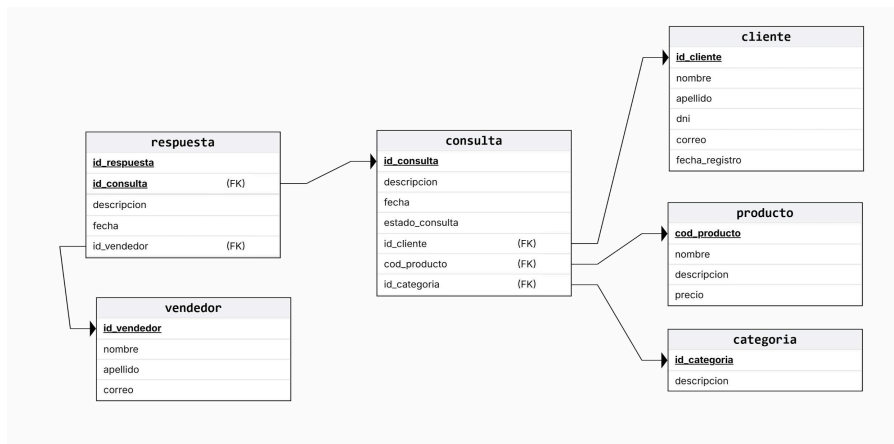 respuesta
id_respuesta
id_consulta (FK)
descripcion
fecha
id_vendedor (FK)
vendedor
id_vendedor
nombre
apellido
correo
consulta
id_consulta
descripcion
fecha
estado_consulta
id_cliente (FK)
cod_producto (FK)
id_categoria (FK)
cliente
id_cliente
nombre
apellido
dni
correo
fecha_registro
producto
cod_producto
nombre
descripcion
precio
categoria
id_categoria
descripcion